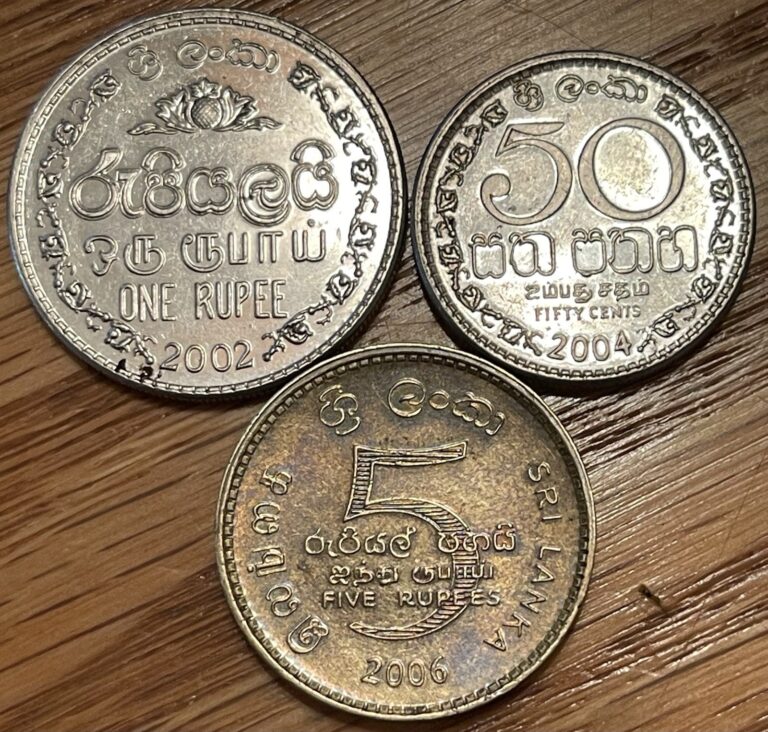 ශ්‍රී ලංකා
රුපියලයි
ஒரு ரூபாய்
ONE RUPEE
2002
ශ්‍රී ලංකා
50
සත පනහ
ஐம்பது சதம்
FIFTY CENTS
2004
ශ්‍රී ලංකා
இலங்கை
SRI LANKA
5
රුපියල් පහයි
ஐந்து ரூபாய்
FIVE RUPEES
2006